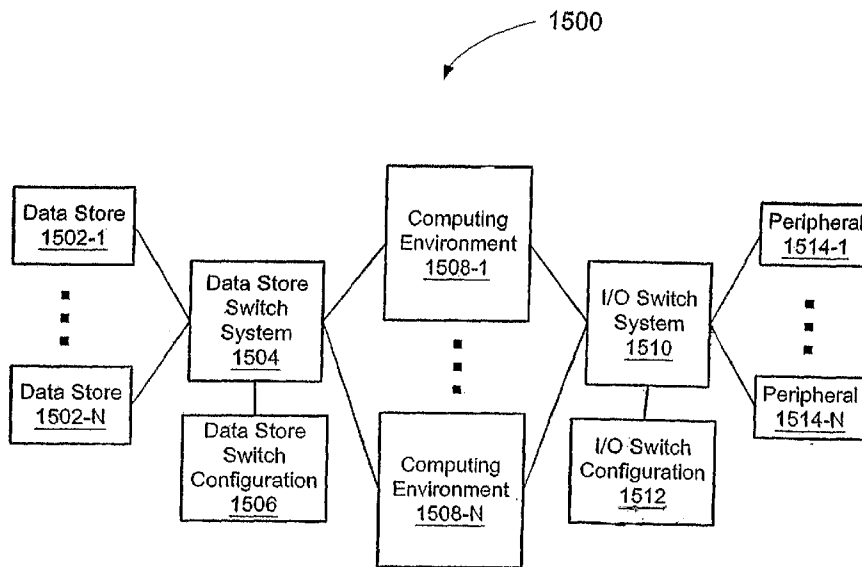 1500
Data Store
1502-1
Data Store
1502-N
Data Store
Switch
System
1504
Data Store
Switch
Configuration
1506
Computing
Environment
1508-1
Computing
Environment
1508-N
I/O Switch
System
1510
I/O Switch
Configuration
1512
Peripheral
1514-1
Peripheral
1514-N